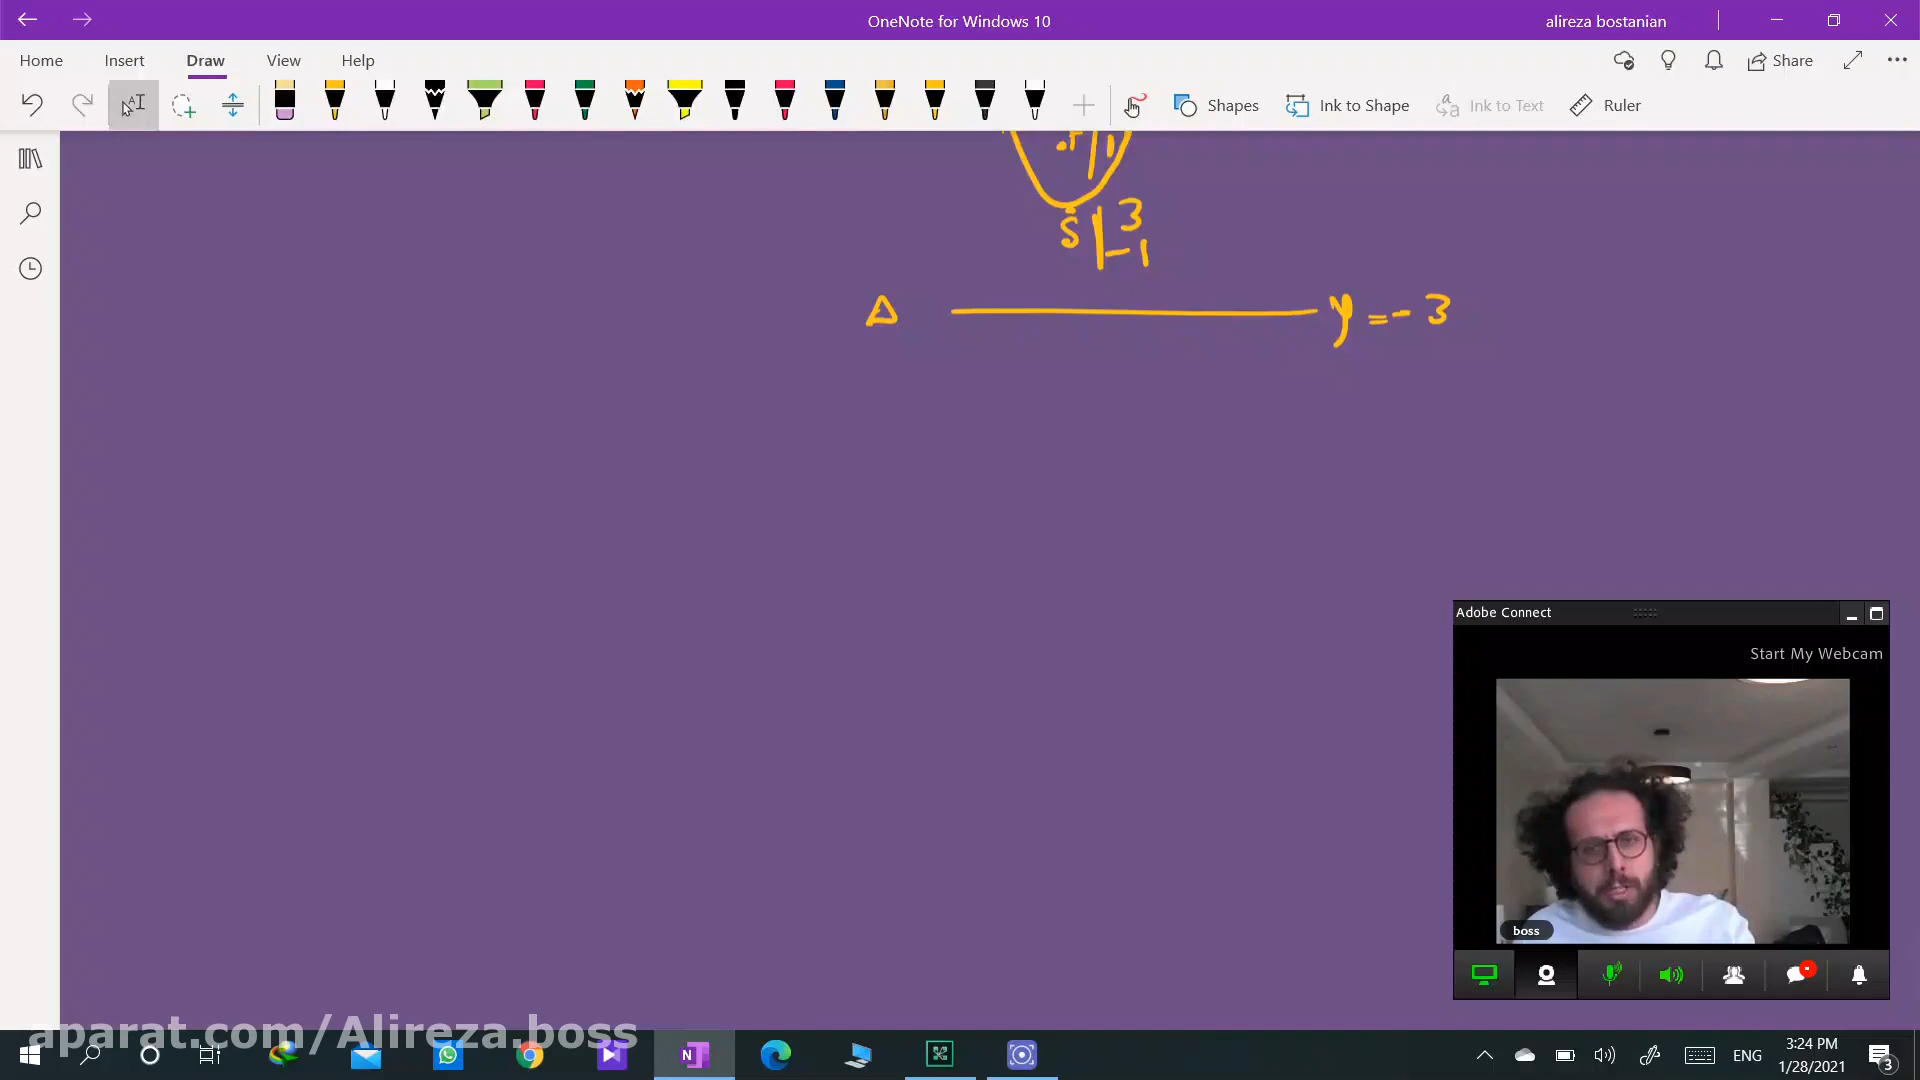 OneNote for Windows 10
alireza bostanian
Home Insert Draw View Help
Share
Shapes Ink to Shape Ink to Text Ruler
.F
S 3
-1
Δ y = - 3
Adobe Connect
Start My Webcam
boss
aparat.com/Alireza.boss
ENG
3:24 PM
1/28/2021
3